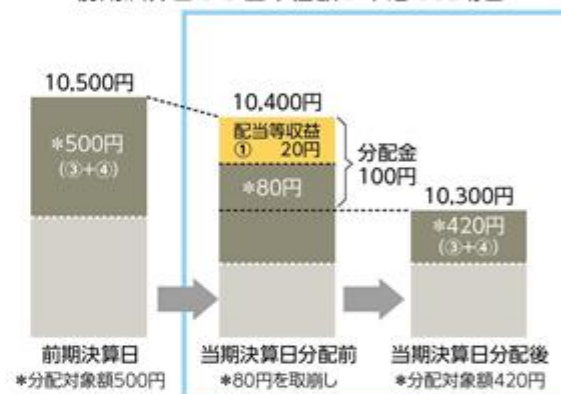 10,500円
10,400円
配当等収益
① 20円
*500円
(③+④)
分配金
100円
*80円
10,300円
*420円
(③+④)
前期決算日
当期決算日分配前
当期決算日分配後
*分配対象額500円
*80円を取崩し
*分配対象額420円